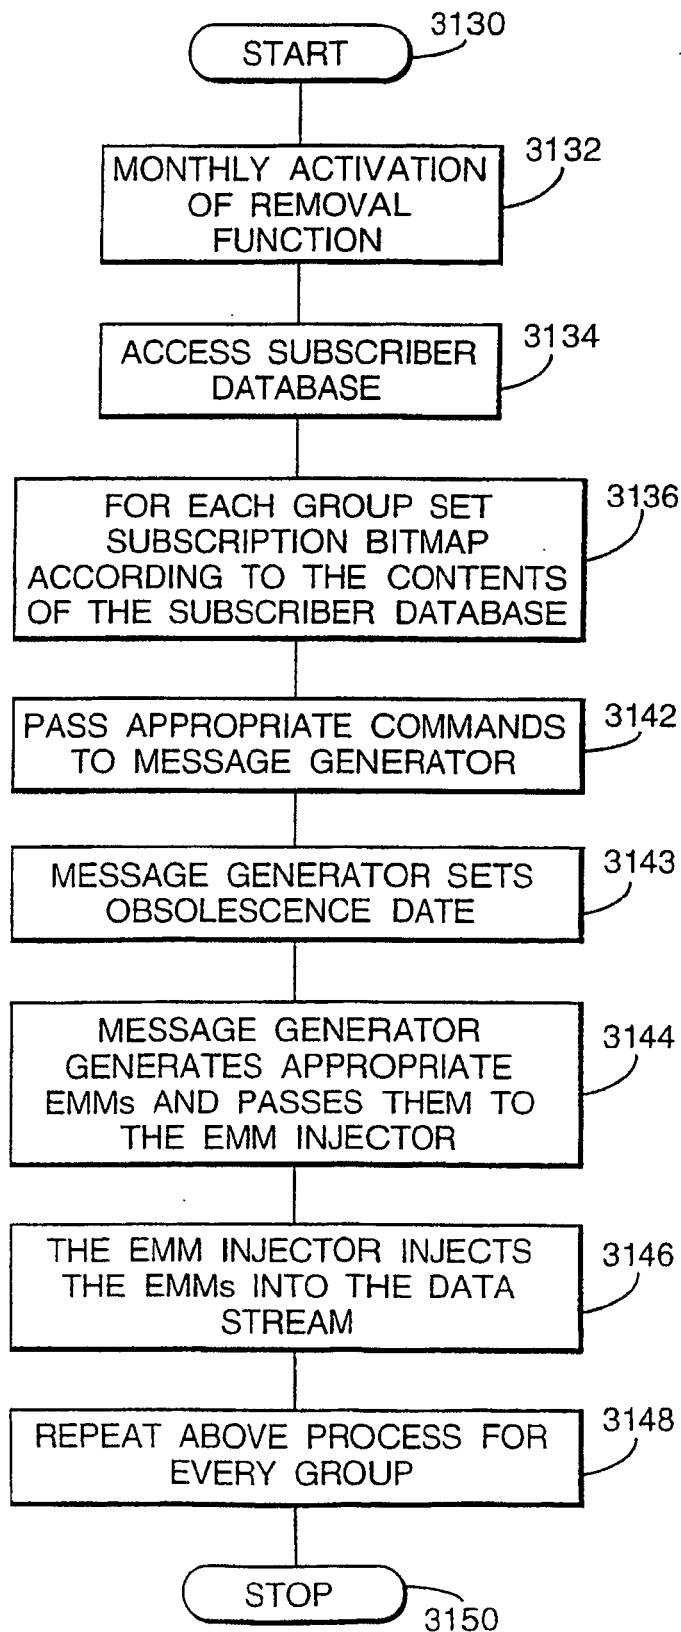 START
3130
MONTHLY ACTIVATION
OF REMOVAL
FUNCTION
3132
ACCESS SUBSCRIBER
DATABASE
3134
FOR EACH GROUP SET
SUBSCRIPTION BITMAP
ACCORDING TO THE CONTENTS
OF THE SUBSCRIBER DATABASE
3136
PASS APPROPRIATE COMMANDS
TO MESSAGE GENERATOR
3142
MESSAGE GENERATOR SETS
OBSOLESCENCE DATE
3143
MESSAGE GENERATOR
GENERATES APPROPRIATE
EMMs AND PASSES THEM TO
THE EMM INJECTOR
3144
THE EMM INJECTOR INJECTS
THE EMMs INTO THE DATA
STREAM
3146
REPEAT ABOVE PROCESS FOR
EVERY GROUP
3148
STOP
3150